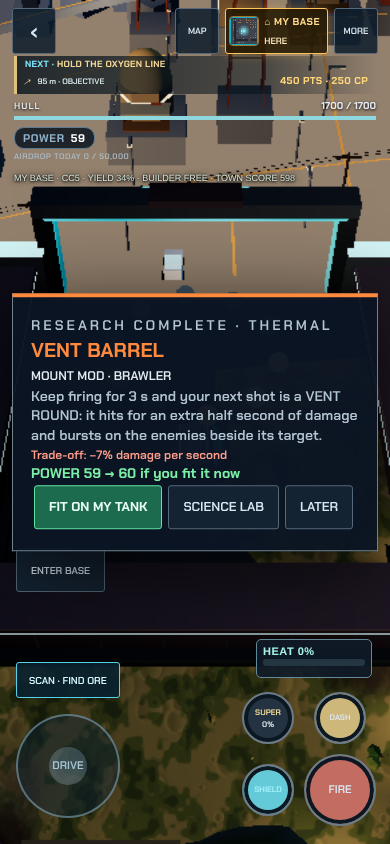 ‹
MAP
⌂ MY BASE
HERE
MORE
NEXT · HOLD THE OXYGEN LINE
↗ 95 m · OBJECTIVE
450 PTS · 250 CP
HULL
1700 / 1700
POWER 59
AIRDROP TODAY 0 / 50,000
MY BASE · CC5 · YIELD 34% · BUILDER FREE · TOWN SCORE 598
RESEARCH COMPLETE · THERMAL
VENT BARREL
MOUNT MOD · BRAWLER
Keep firing for 3 s and your next shot is a VENT
ROUND: it hits for an extra half second of damage
and bursts on the enemies beside its target.
Trade-off: −7% damage per second
POWER 59 → 60 if you fit it now
FIT ON MY TANK
SCIENCE LAB
LATER
ENTER BASE
HEAT 0%
SCAN · FIND ORE
SUPER
0%
DASH
DRIVE
SHIELD
FIRE